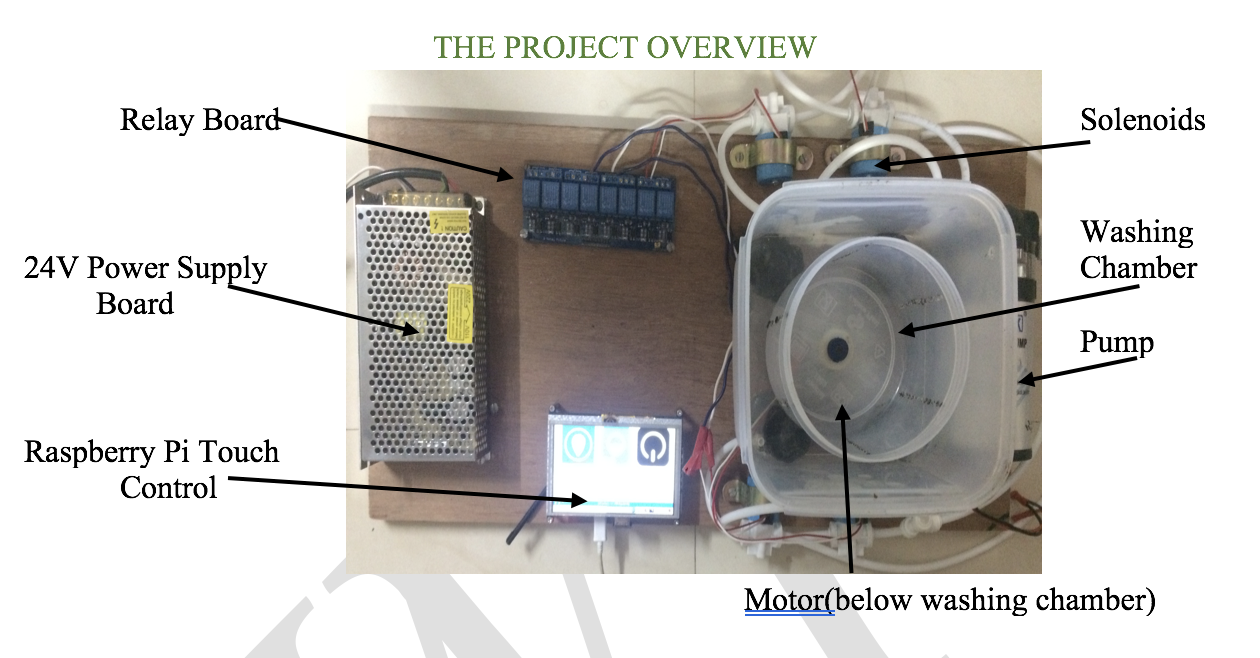 THE PROJECT OVERVIEW
Relay Board
Solenoids
Washing
Chamber
24V Power Supply
Board
Pump
Raspberry Pi Touch
Control
Motor(below washing chamber)
CAUTION